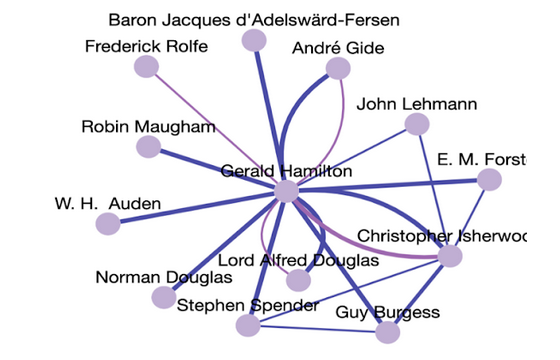 Baron Jacques d'Adelswärd-Fersen
Frederick Rolfe
André Gide
John Lehmann
Robin Maugham
E. M. Forst
Gerald Hamilton
W. H. Auden
Christopher Isherwoo
Lord Alfred Douglas
Norman Douglas
Stephen Spender
Guy Burgess